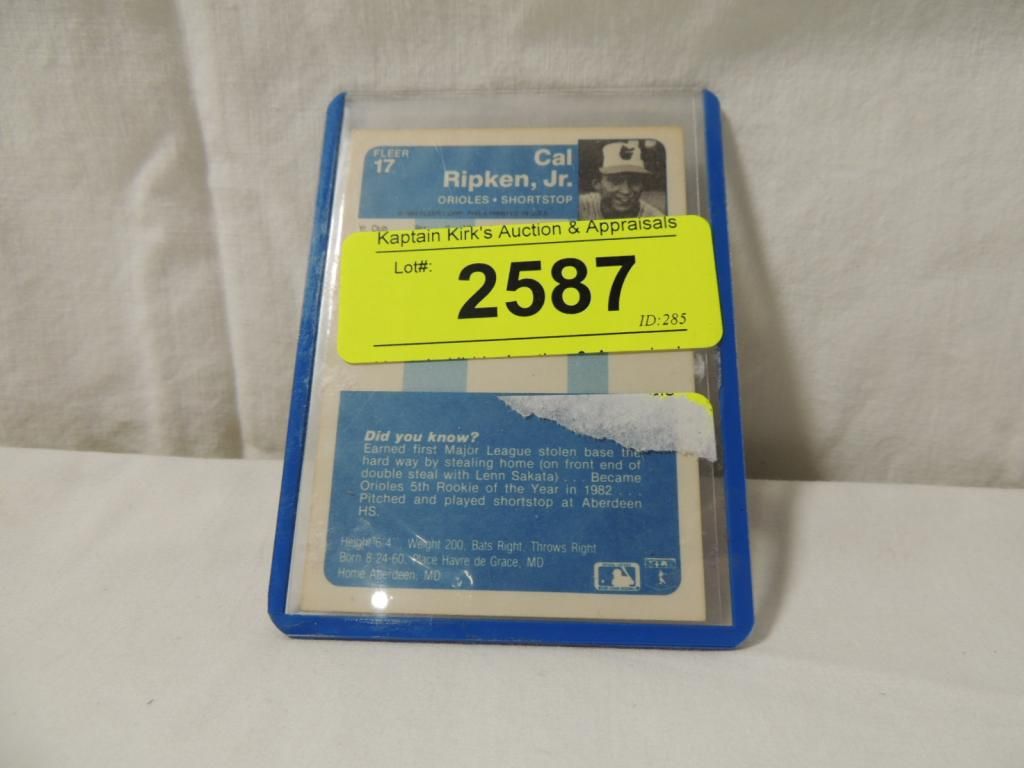 FLEER
17
Cal
Ripken, Jr.
ORIOLES • SHORTSTOP
Yr. Club
Kaptain Kirk's Auction & Appraisals
Lot#:
2587
ID:285
Did you know?
Earned first Major League stolen base the
hard way by stealing home (on front end of
double steal with Lenn Sakata) . . . Became
Orioles 5th Rookie of the Year in 1982 . . .
Pitched and played shortstop at Aberdeen
HS.
Height 6'4" Weight 200, Bats Right, Throws Right
Born 8-24-60, Place Havre de Grace, MD
Home Aberdeen, MD